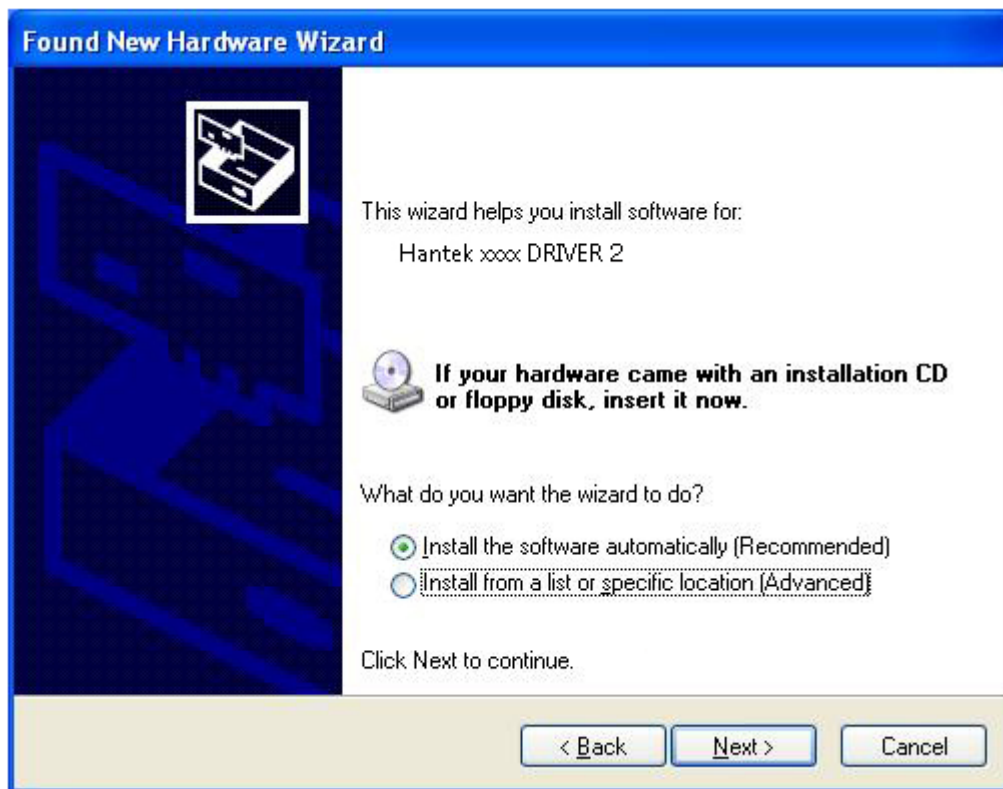 Found New Hardware Wizard
This wizard helps you install software for:
Hantek xxxx DRIVER 2
If your hardware came with an installation CD
or floppy disk, insert it now.
What do you want the wizard to do?
Install the software automatically (Recommended)
Install from a list or specific location (Advanced)
Click Next to continue.
< Back
Next >
Cancel